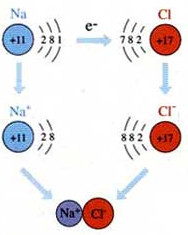 Na e⁻ Cl
+11 2 8 1 7 8 2 +17
Na⁺ Cl⁻
+11 2 8 8 8 2 +17
Na⁺ Cl⁻